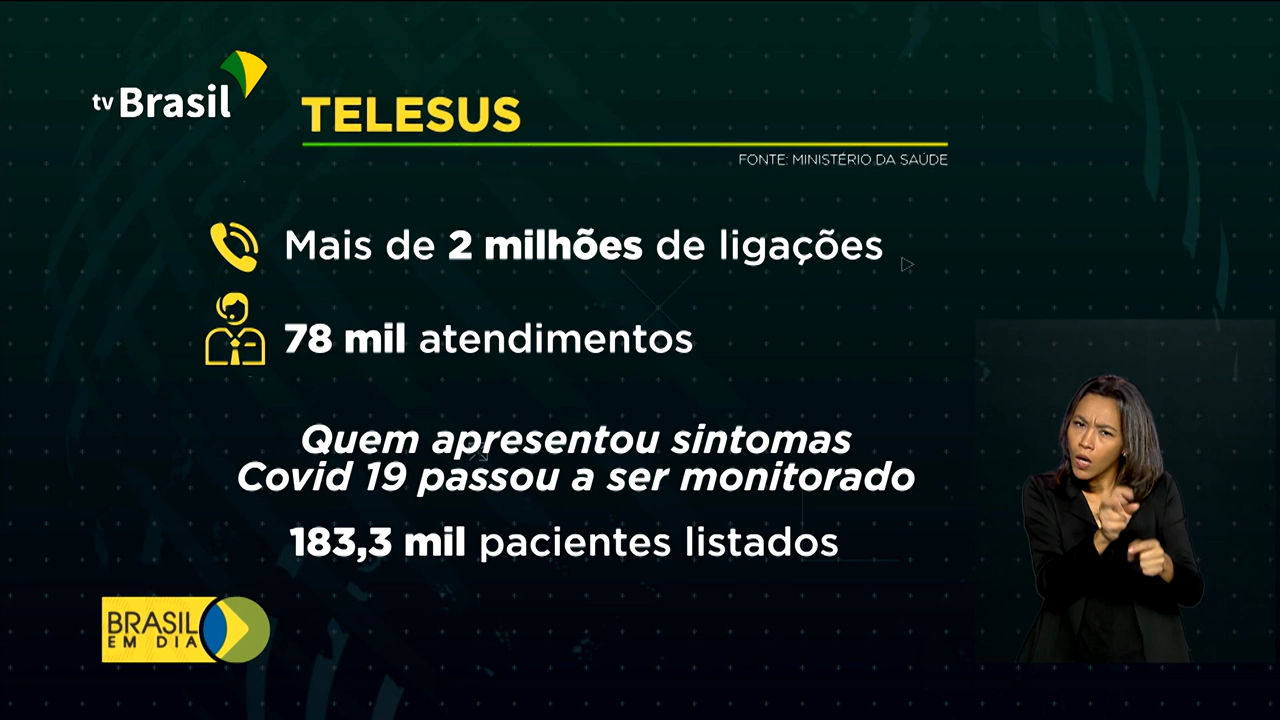 tv Brasil
TELESUS
FONTE: MINISTÉRIO DA SAÚDE
Mais de 2 milhões de ligações
78 mil atendimentos
Quem apresentou sintomas
Covid 19 passou a ser monitorado
183,3 mil pacientes listados
BRASIL
EM DIA